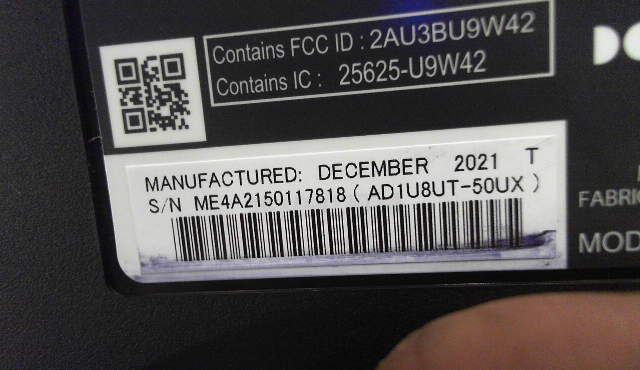 Contains FCC ID : 2AU3BU9W42
Contains IC : 25625-U9W42
MANUFACTURED: DECEMBER 2021 T
S/N ME4A2150117818 ( AD1U8UT-50UX )
FABRIC
MOD